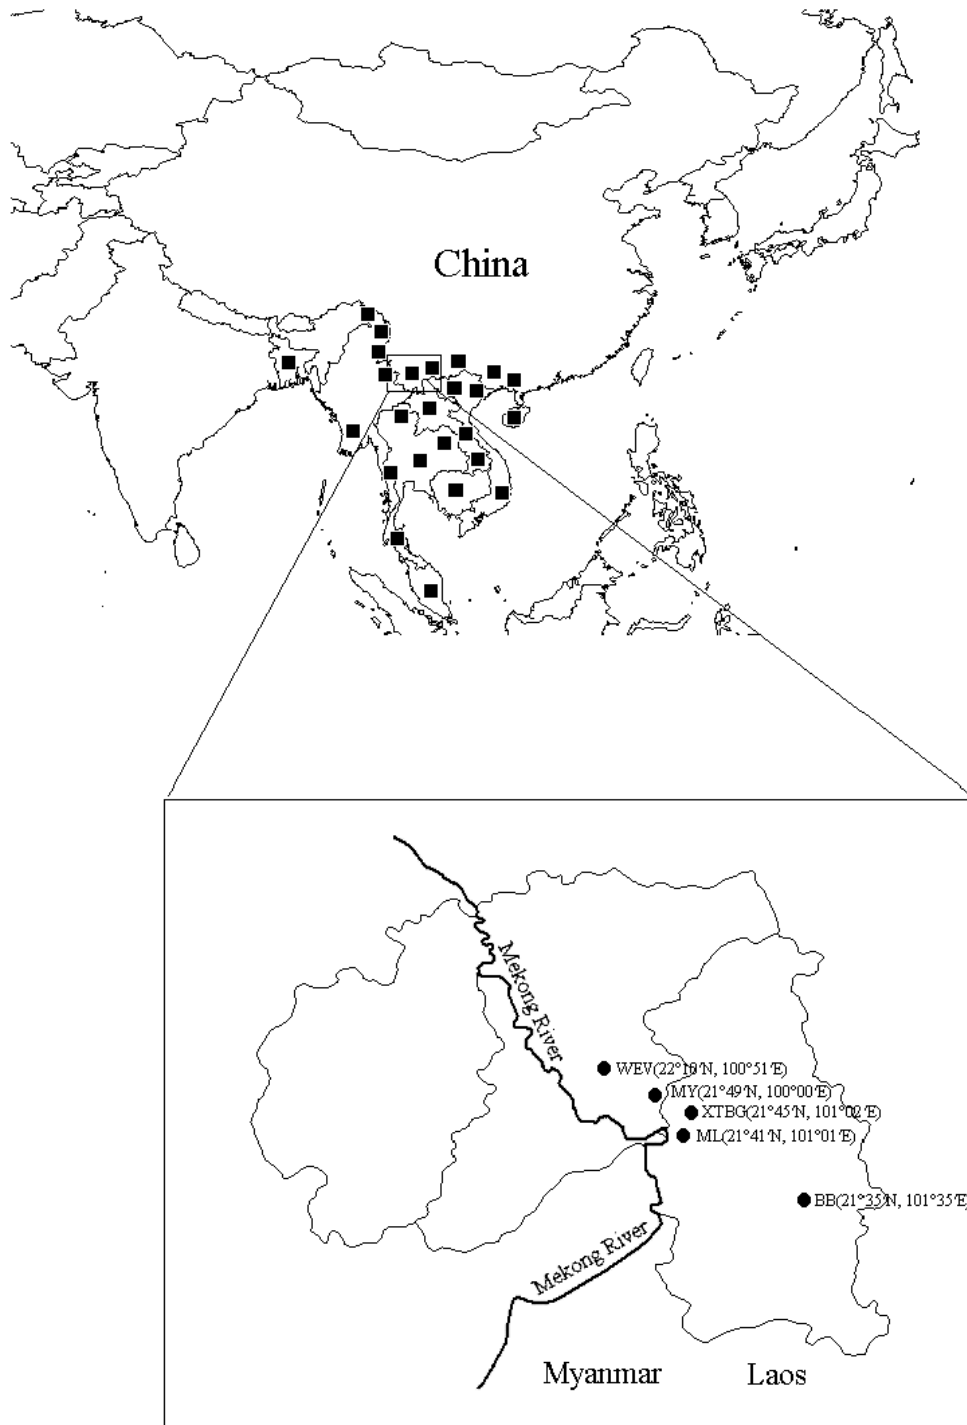 China
Mekong River
WEV(22°10′N, 100°51′E)
MY(21°49′N, 100°00′E)
XTBG(21°45′N, 101°02′E)
ML(21°41′N, 101°01′E)
BB(21°35′N, 101°35′E)
Mekong River
Myanmar Laos